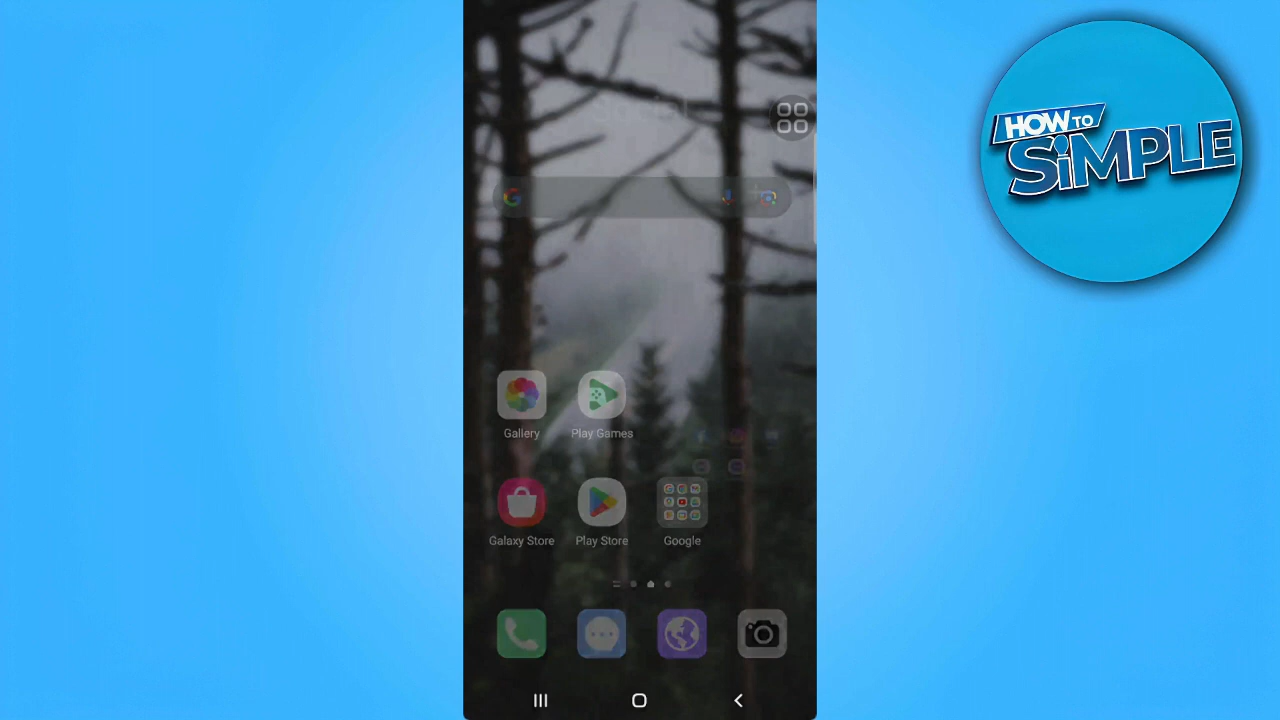 HOW TO
SiMPLE
Gallery
Play Games
Galaxy Store
Play Store
Google